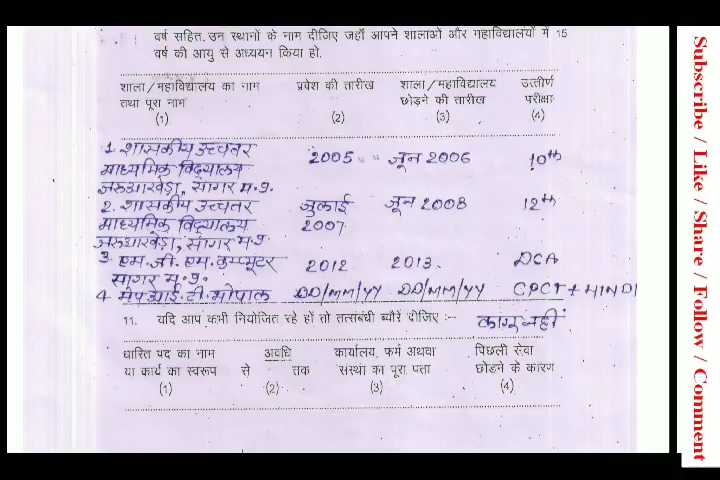 वर्ष सहित उन स्थानों के नाम दीजिए जहाँ आपने शालाओं और महाविद्यालयों में 15
वर्ष की आयु से अध्ययन किया हो.
शाला/महाविद्यालय का नाम प्रवेश की तारीख शाला/महाविद्यालय उत्तीर्ण
तथा पूरा नाम छोड़ने की तारीख परीक्षा
(1) (2) (3) (4)
1. शासकीय उच्चतर
माध्यमिक विद्यालय 2005 जून 2006 10th
जरुआखेड़ा, सागर म.प्र.
2. शासकीय उच्चतर जुलाई जून 2008 12th
माध्यमिक विद्यालय 2007
जरुआखेड़ा, सागर म.प्र.
3. एम.जी.एम. कम्प्यूटर 2012 2013 DCA
सागर म.प्र.
4. मेपआई.टी. भोपाल DD/MM/YY DD/MM/YY CPCT + HINDI
11. यदि आप कभी नियोजित रहे हों तो तत्संबंधी ब्यौरे दीजिए :-- लागू नहीं
धारित पद का नाम अवधि कार्यालय, फर्म अथवा पिछली सेवा
या कार्य का स्वरूप से तक संस्था का पूरा पता छोडने के कारण
(1) (2) (3) (4)
Subscribe / Like / Share / Follow / Comment